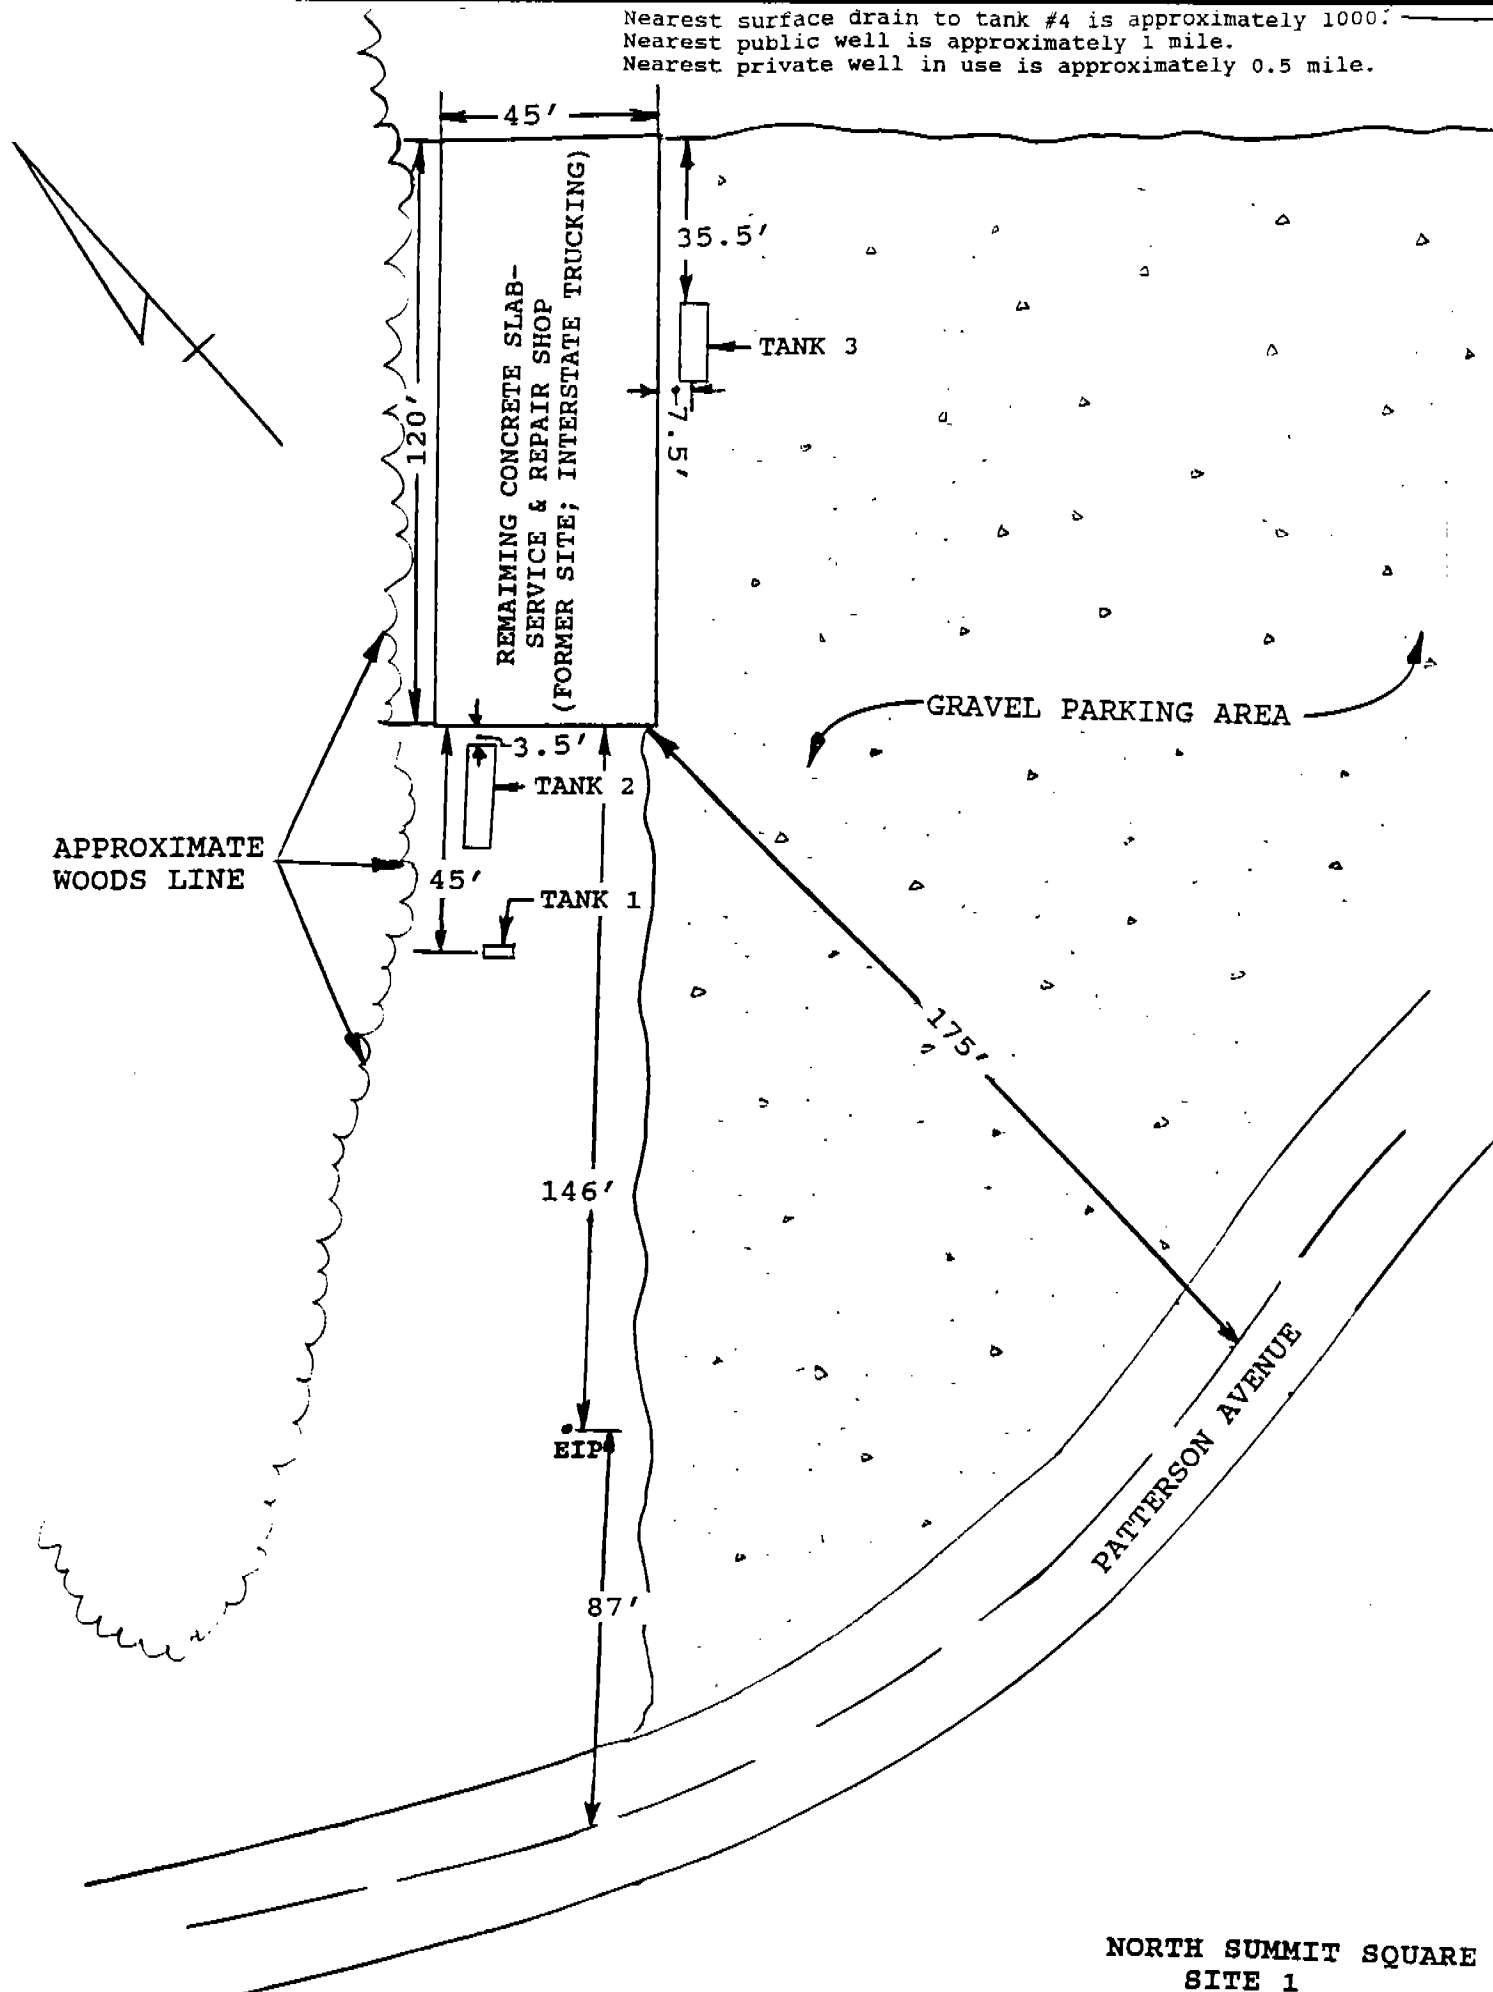 Nearest surface drain to tank #4 is approximately 1000.
Nearest public well is approximately 1 mile.
Nearest private well in use is approximately 0.5 mile.
45'
35.5'
TANK 3
7.5'
120'
REMAIMING CONCRETE SLAB-
SERVICE & REPAIR SHOP
(FORMER SITE; INTERSTATE TRUCKING)
GRAVEL PARKING AREA
3.5'
TANK 2
APPROXIMATE
WOODS LINE
45'
TANK 1
175'
146'
EIP
87'
PATTERSON AVENUE
NORTH SUMMIT SQUARE
SITE 1